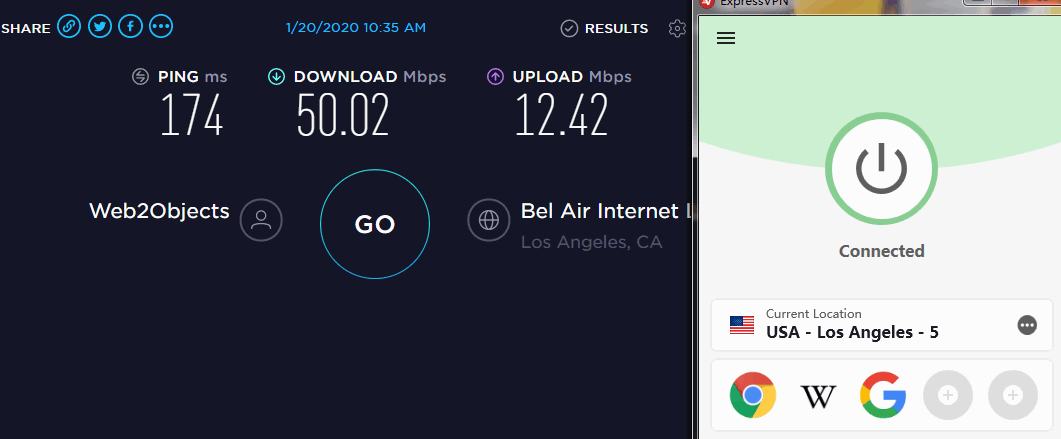 SHARE
1/20/2020 10:35 AM
RESULTS
PING ms
DOWNLOAD Mbps
UPLOAD Mbps
174
50.02
12.42
Web2Objects
GO
Bel Air Internet L
Los Angeles, CA
ExpressVPN
Connected
Current Location
USA - Los Angeles - 5
W